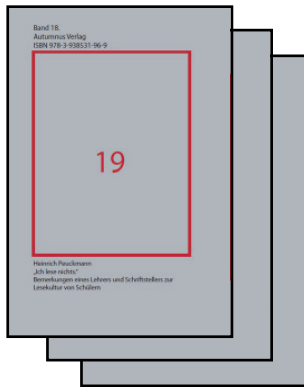 Band 18.
Autumnus Verlag
ISBN 978-3-938531-96-9
19
Heinrich Peuckmann
„Ich lese nichts.“
Bemerkungen eines Lehrers und Schriftstellers zur
Lesekultur von Schülern